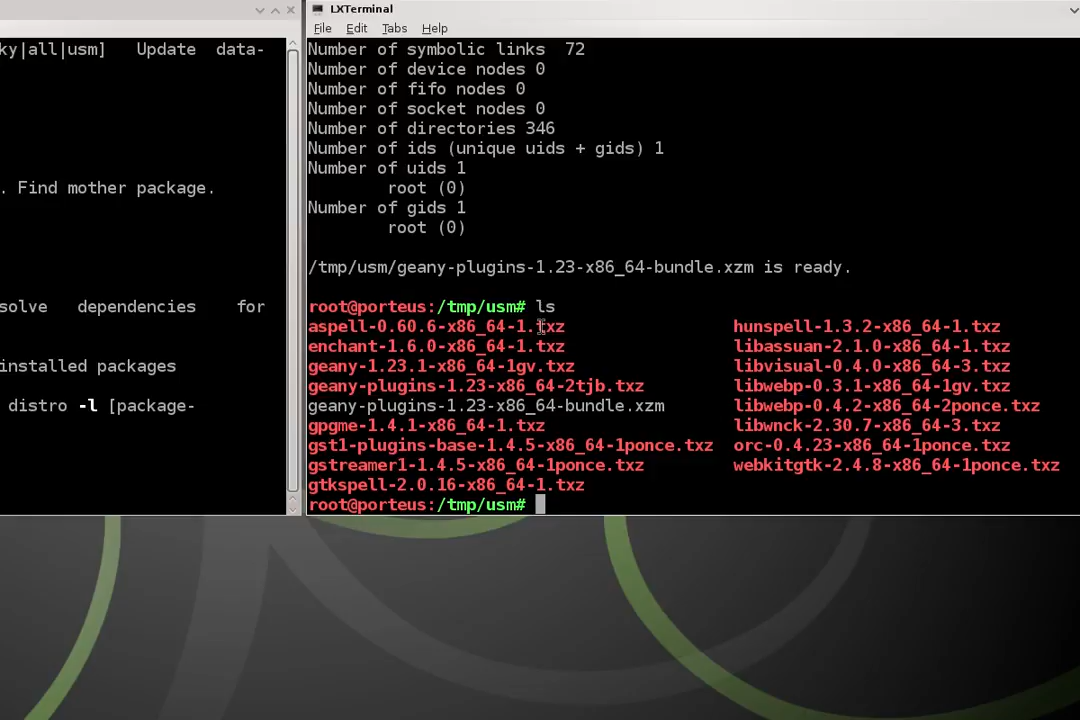 ky|all|usm] Update data-
. Find mother package.
solve dependencies for
installed packages
distro -l [package-
LXTerminal
File Edit Tabs Help
Number of symbolic links 72
Number of device nodes 0
Number of fifo nodes 0
Number of socket nodes 0
Number of directories 346
Number of ids (unique uids + gids) 1
Number of uids 1
root (0)
Number of gids 1
root (0)
/tmp/usm/geany-plugins-1.23-x86_64-bundle.xzm is ready.
root@porteus:/tmp/usm# ls
aspell-0.60.6-x86_64-1.txz hunspell-1.3.2-x86_64-1.txz
enchant-1.6.0-x86_64-1.txz libassuan-2.1.0-x86_64-1.txz
geany-1.23.1-x86_64-1gv.txz libvisual-0.4.0-x86_64-3.txz
geany-plugins-1.23-x86_64-2tjb.txz libwebp-0.3.1-x86_64-1gv.txz
geany-plugins-1.23-x86_64-bundle.xzm libwebp-0.4.2-x86_64-2ponce.txz
gpgme-1.4.1-x86_64-1.txz libwnck-2.30.7-x86_64-3.txz
gst1-plugins-base-1.4.5-x86_64-1ponce.txz orc-0.4.23-x86_64-1ponce.txz
gstreamer1-1.4.5-x86_64-1ponce.txz webkitgtk-2.4.8-x86_64-1ponce.txz
gtkspell-2.0.16-x86_64-1.txz
root@porteus:/tmp/usm#